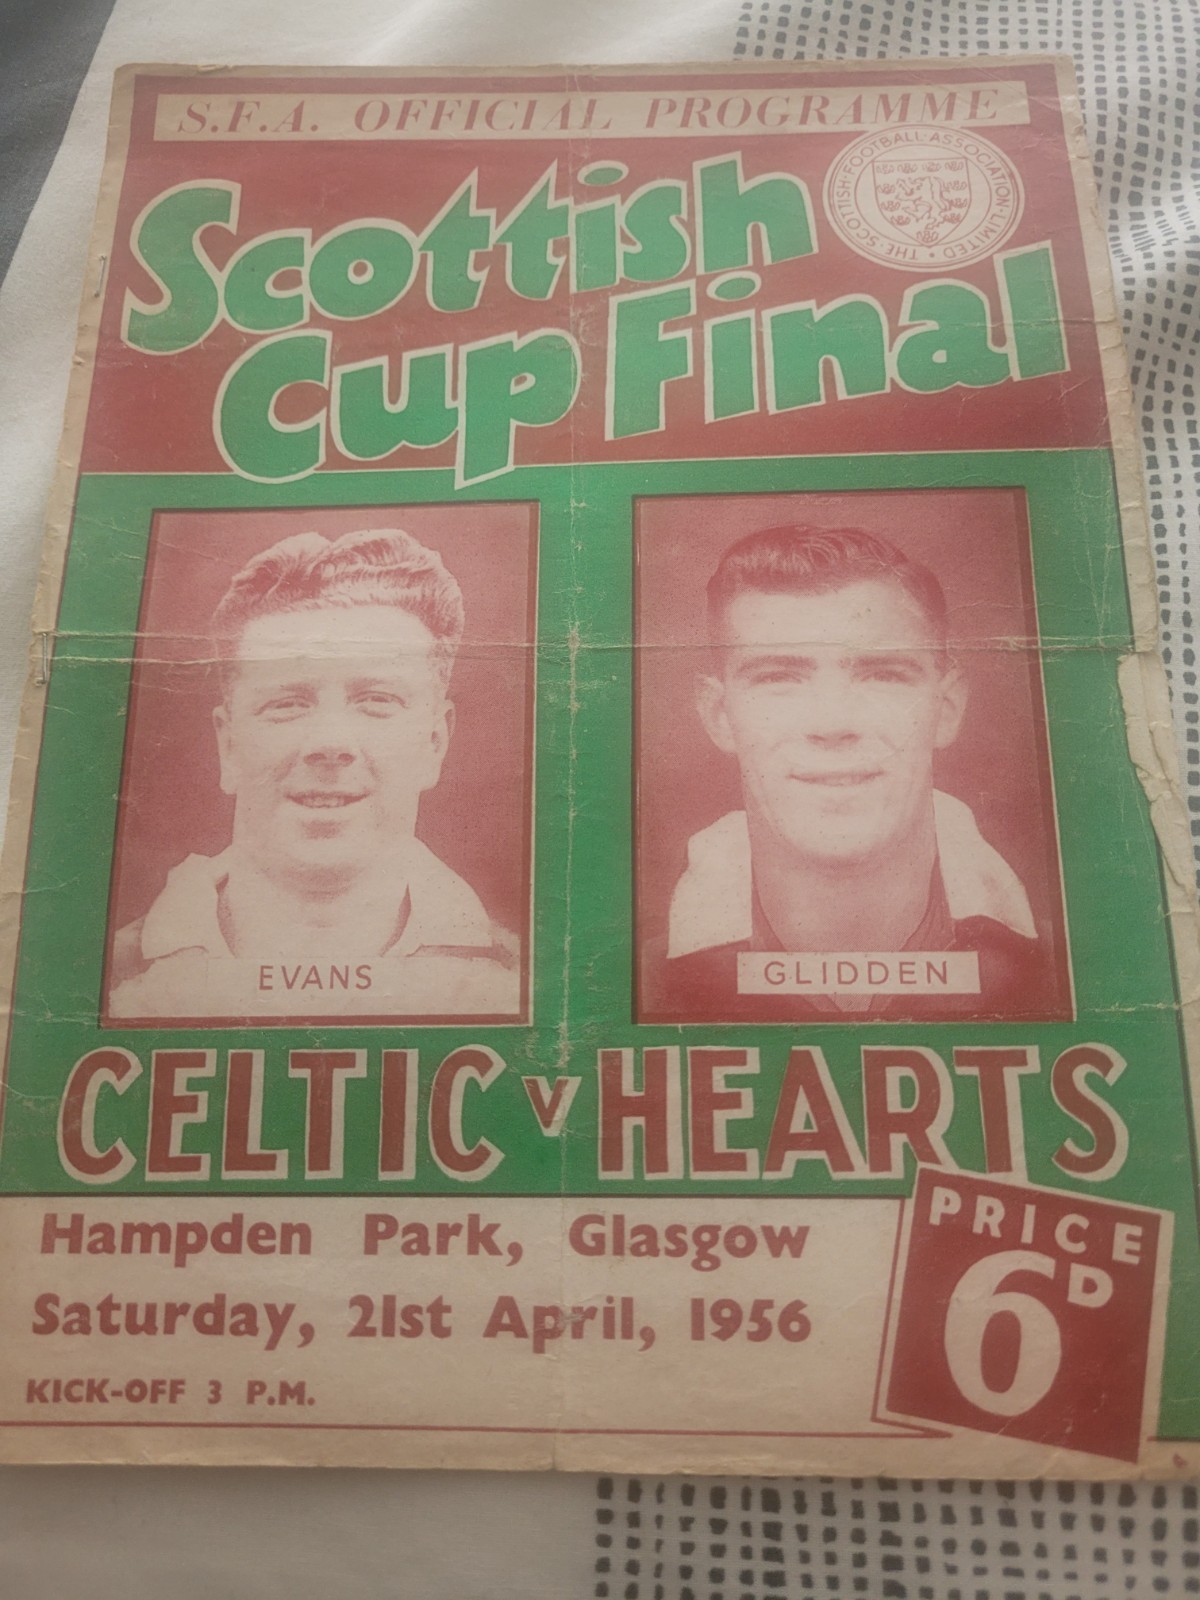 S.F.A. OFFICIAL PROGRAMME
Scottish
Cup Final
THE·SCOTTISH·FOOTBALL·ASSOCIATION·LIMITED·
EVANS
GLIDDEN
CELTIC v HEARTS
Hampden Park, Glasgow
Saturday, 21st April, 1956
KICK-OFF 3 P.M.
PRICE
6D